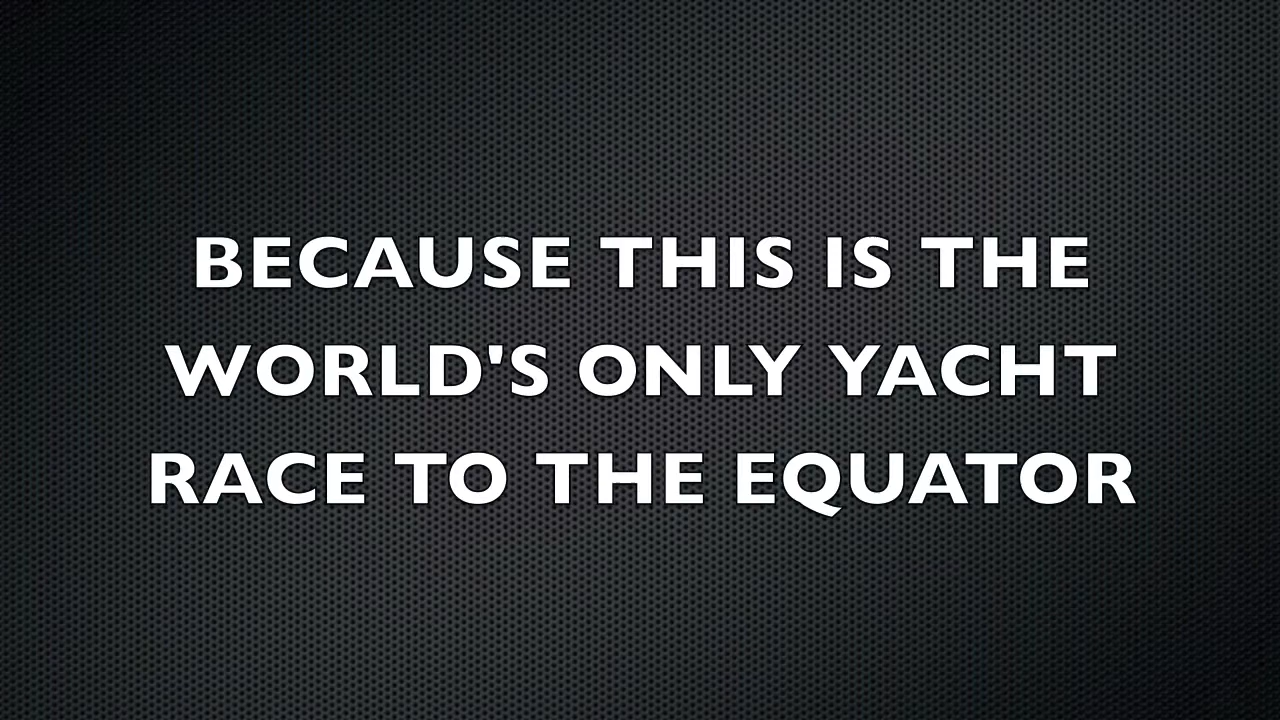 BECAUSE THIS IS THE
WORLD'S ONLY YACHT
RACE TO THE EQUATOR